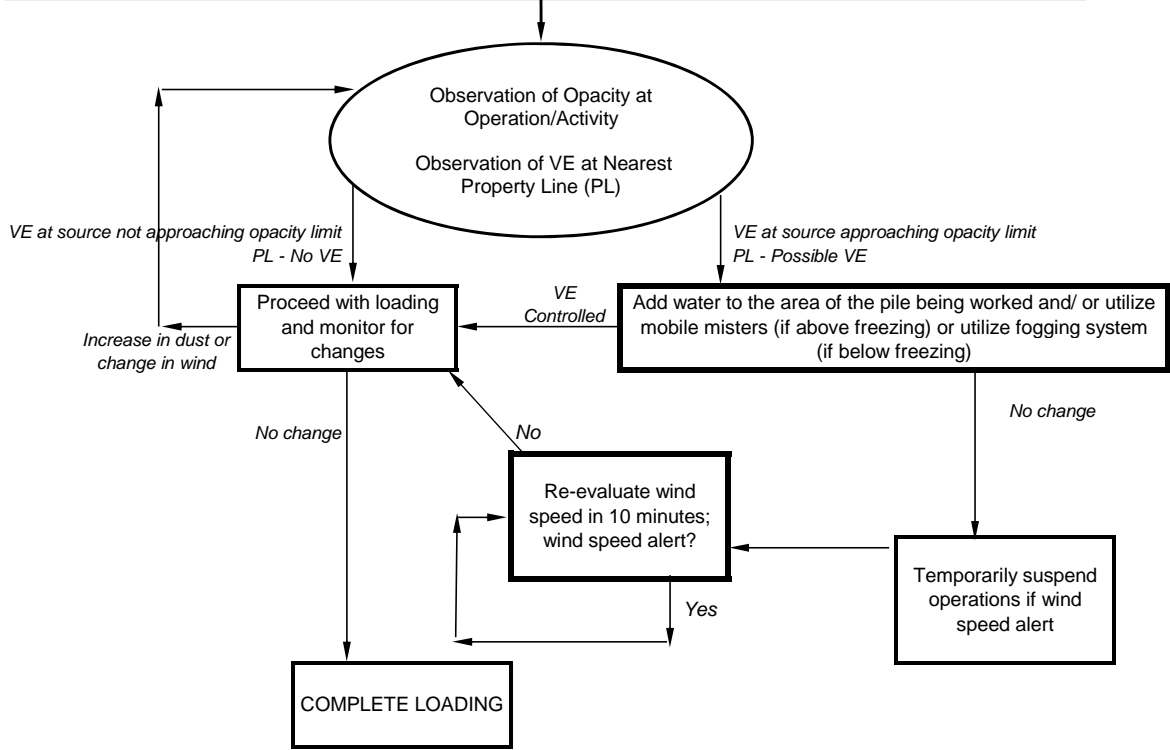 Observation of Opacity at
Operation/Activity
Observation of VE at Nearest
Property Line (PL)
VE at source not approaching opacity limit
PL - No VE
VE at source approaching opacity limit
PL - Possible VE
Proceed with loading
and monitor for
changes
VE
Controlled
Add water to the area of the pile being worked and/ or utilize
mobile misters (if above freezing) or utilize fogging system
(if below freezing)
Increase in dust or
change in wind
No change
No
No change
Re-evaluate wind
speed in 10 minutes;
wind speed alert?
Temporarily suspend
operations if wind
speed alert
Yes
COMPLETE LOADING